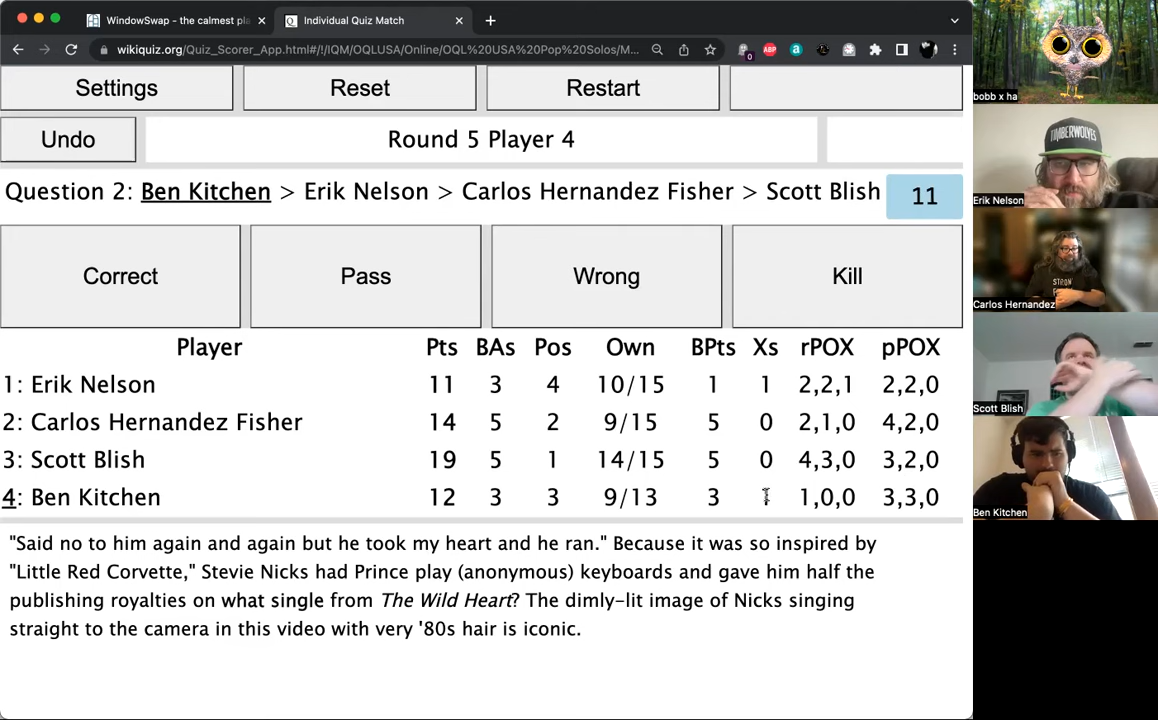 WindowSwap - the calmest pl
Individual Quiz Match
wikiquiz.org/Quiz_Scorer_App.html#/!/IQM/OQLUSA/Online/OQL%20USA%20Pop%20Solos/M...
Settings
Reset
Restart
Undo
Round 5 Player 4
Question 2: Ben Kitchen > Erik Nelson > Carlos Hernandez Fisher > Scott Blish
11
Correct
Pass
Wrong
Kill
Player Pts BAs Pos Own BPts Xs rPOX pPOX
1: Erik Nelson 11 3 4 10/15 1 1 2,2,1 2,2,0
2: Carlos Hernandez Fisher 14 5 2 9/15 5 0 2,1,0 4,2,0
3: Scott Blish 19 5 1 14/15 5 0 4,3,0 3,2,0
4: Ben Kitchen 12 3 3 9/13 3 1,0,0 3,3,0
"Said no to him again and again but he took my heart and he ran." Because it was so inspired by
"Little Red Corvette," Stevie Nicks had Prince play (anonymous) keyboards and gave him half the
publishing royalties on what single from The Wild Heart? The dimly-lit image of Nicks singing
straight to the camera in this video with very '80s hair is iconic.
bobb x ha
TIMBERWOLVES
Erik Nelson
Carlos Hernandez
Scott Blish
Ben Kitchen